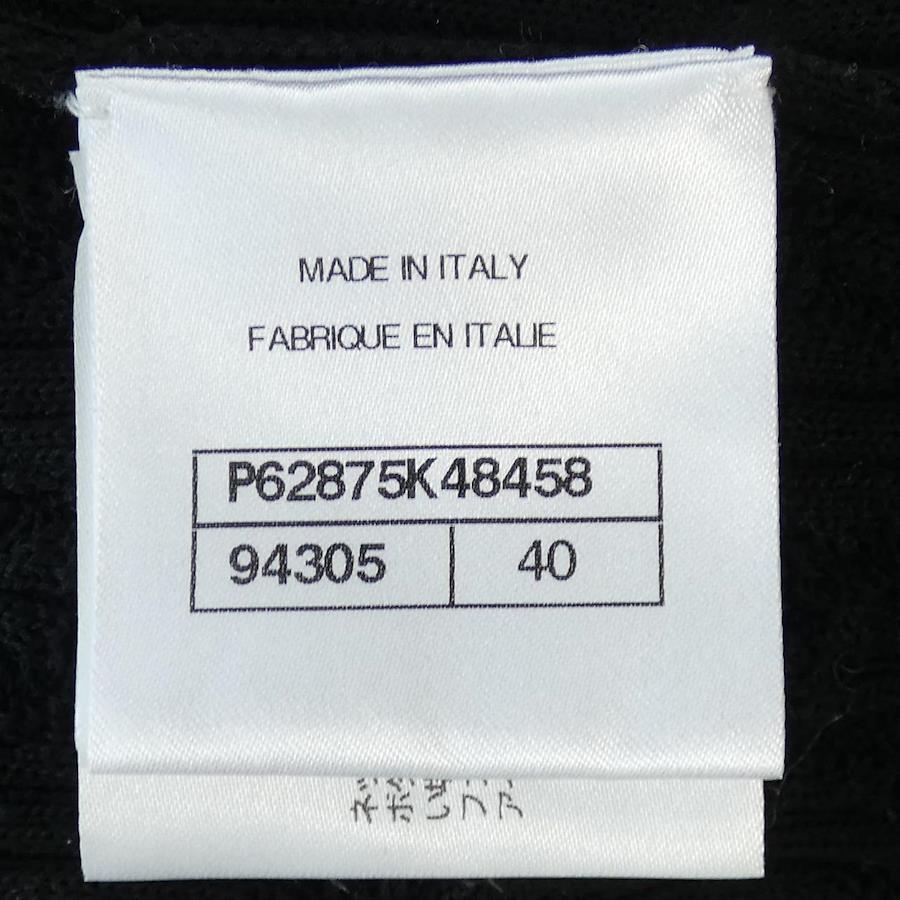 MADE IN ITALY
FABRIQUE EN ITALIE
P62875K48458
94305
40